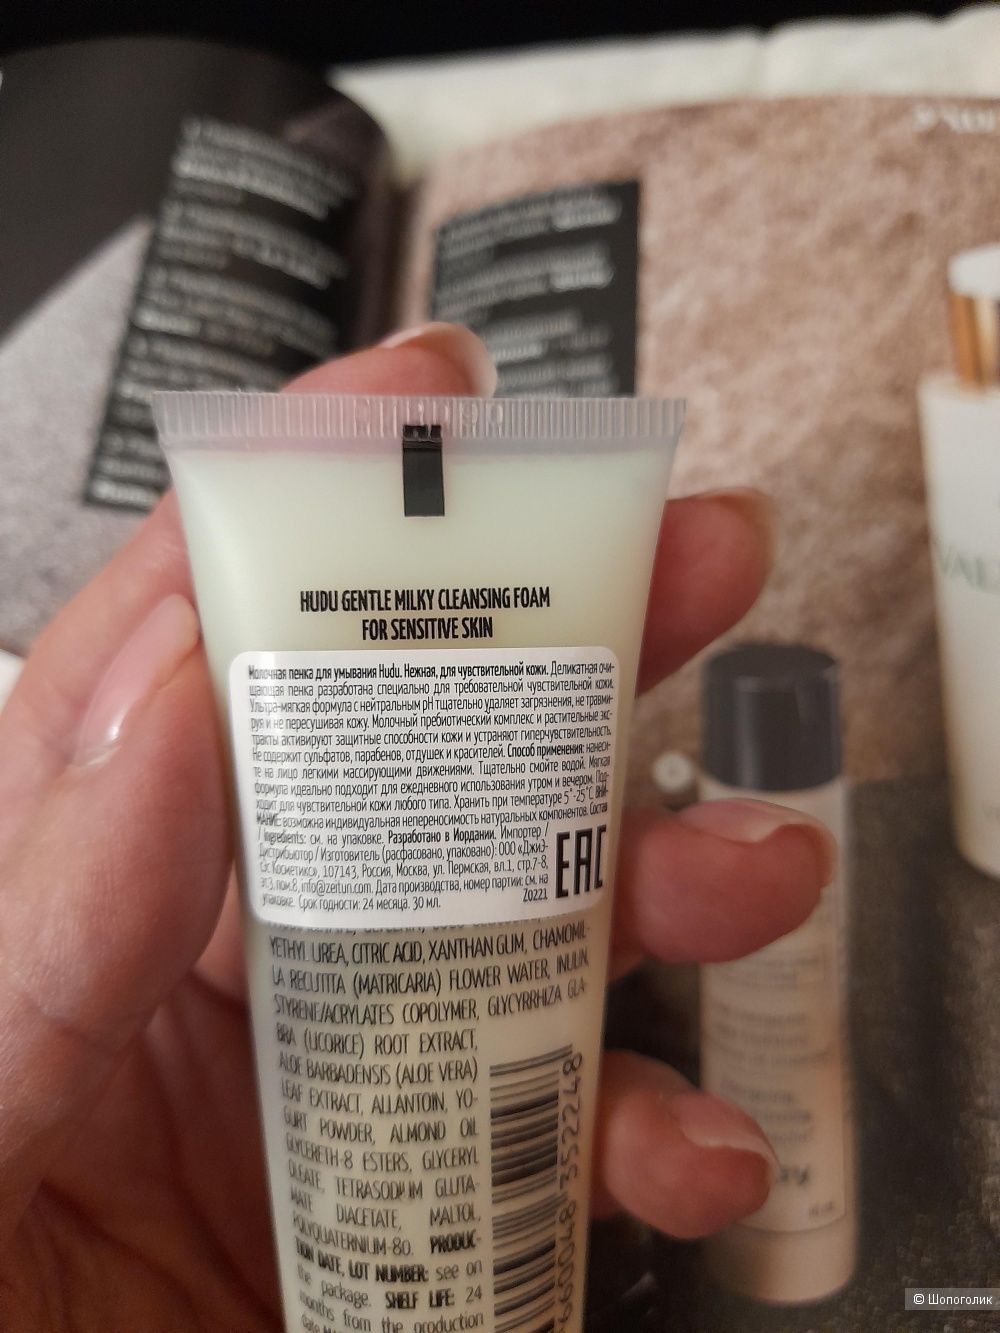 HUDU GENTLE MILKY CLEANSING FOAM
FOR SENSITIVE SKIN
Молочная пенка для умывания Hudu. Нежная, для чувствительной кожи. Деликатная очи-
щающая пенка разработана специально для требовательной чувствительной кожи.
Ультра-мягкая формула с нейтральным pH тщательно удаляет загрязнения, не травми-
руя и не пересушивая кожу. Молочный пребиотический комплекс и растительные экс-
тракты активируют защитные способности кожи и устраняют гиперчувствительность.
Не содержит сульфатов, парабенов, отдушек и красителей. Способ применения: нанеси-
те на лицо легкими массирующими движениями. Тщательно смойте водой. Мягкая
формула идеально подходит для ежедневного использования утром и вечером. Под-
ходит для чувствительной кожи любого типа. Хранить при температуре 5°-25°C. ВНИ-
МАНИЕ: возможна индивидуальная непереносимость натуральных компонентов. Состав
/ Ingredients: см. на упаковке. Разработано в Иордании. Импортер /
Дистрибьютор / Изготовитель (расфасовано, упаковано): ООО «Джи-Э-
Эс Косметикс», 107143, Россия, Москва, ул. Пермская, вл.1, стр.7-8,
эт.3, пом.8, info@zeitun.com. Дата производства, номер партии: см. на
упаковке. Срок годности: 24 месяца. 30 мл.
Z0221
EAC
YETHYL UREA, CITRIC ACID, XANTHAN GUM, CHAMOMIL-
LA RECUTITA (MATRICARIA) FLOWER WATER, INULIN,
STYRENE/ACRYLATES COPOLYMER, GLYCYRRHIZA GLA-
BRA (LICORICE) ROOT EXTRACT,
ALOE BARBADENSIS (ALOE VERA)
LEAF EXTRACT, ALLANTOIN, YO-
GURT POWDER, ALMOND OIL
GLYCERETH-8 ESTERS, GLYCERYL
OLEATE, TETRASODIUM GLUTA-
MATE DIACETATE, MALTOL,
POLYQUATERNIUM-80. PRODUC-
TION DATE, LOT NUMBER: see on
the package. SHELF LIFE: 24
months from the production
660048 352248
© Шопоголик